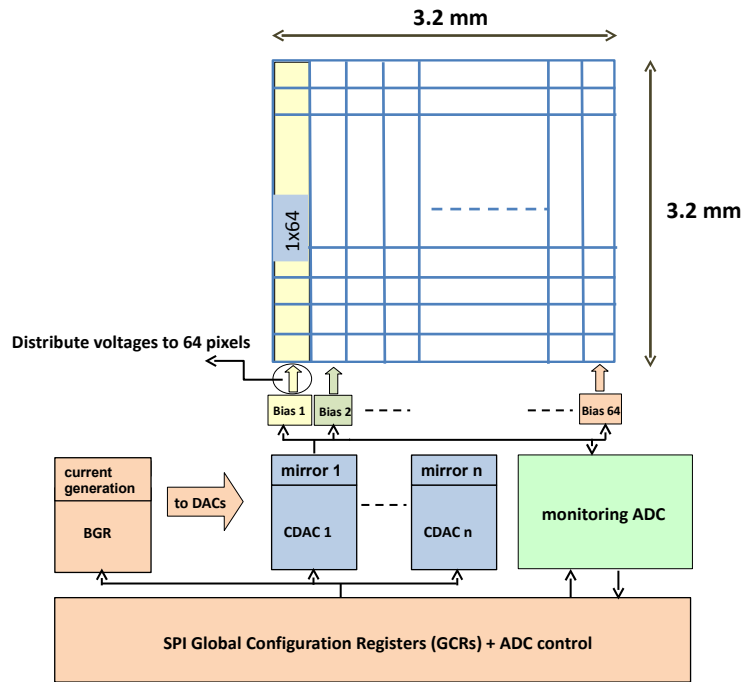 3.2 mm
3.2 mm
1x64
Distribute voltages to 64 pixels
Bias 1
Bias 2
Bias 64
current
generation
BGR
to DACs
mirror 1
CDAC 1
mirror n
CDAC n
monitoring ADC
SPI Global Configuration Registers (GCRs) + ADC control